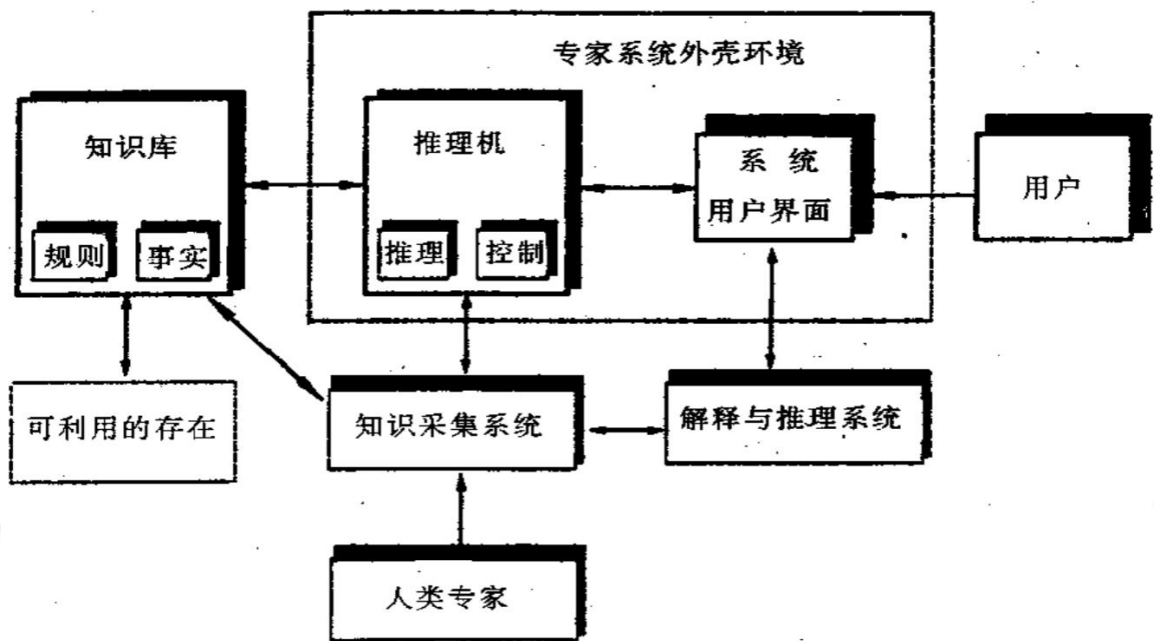 专家系统外壳环境
知识库
规则
事实
推理机
推理
控制
系统
用户界面
用户
可利用的存在
知识采集系统
解释与推理系统
人类专家